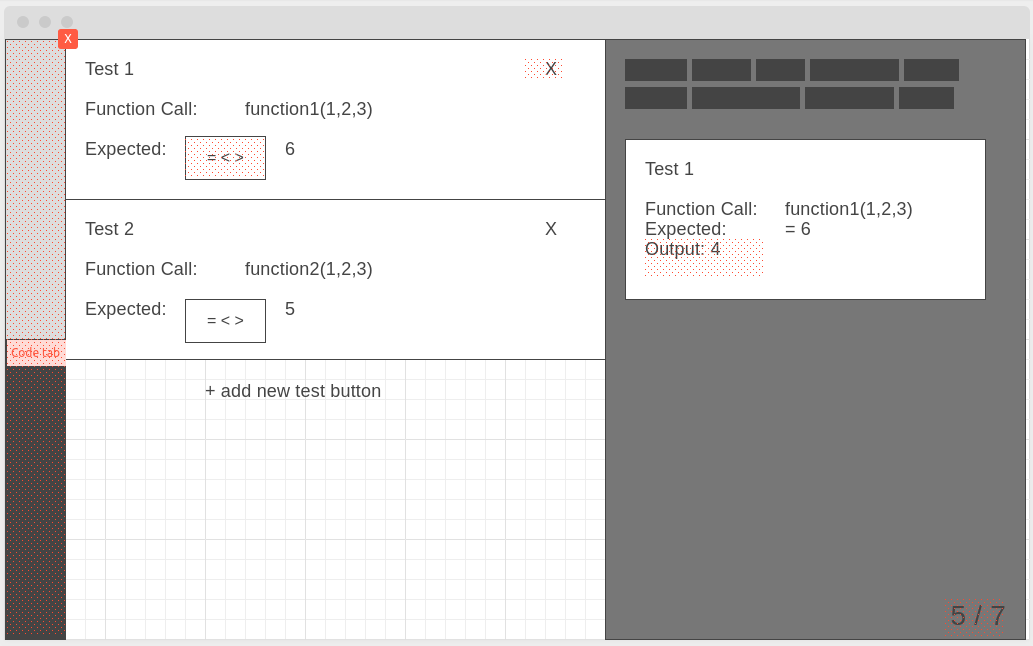 X
Test 1 X
Function Call: function1(1,2,3)
Expected: = < > 6
Test 2 X
Function Call: function2(1,2,3)
Expected: = < > 5
Code tab
+ add new test button
Test 1
Function Call: function1(1,2,3)
Expected: = 6
Output: 4
5 / 7